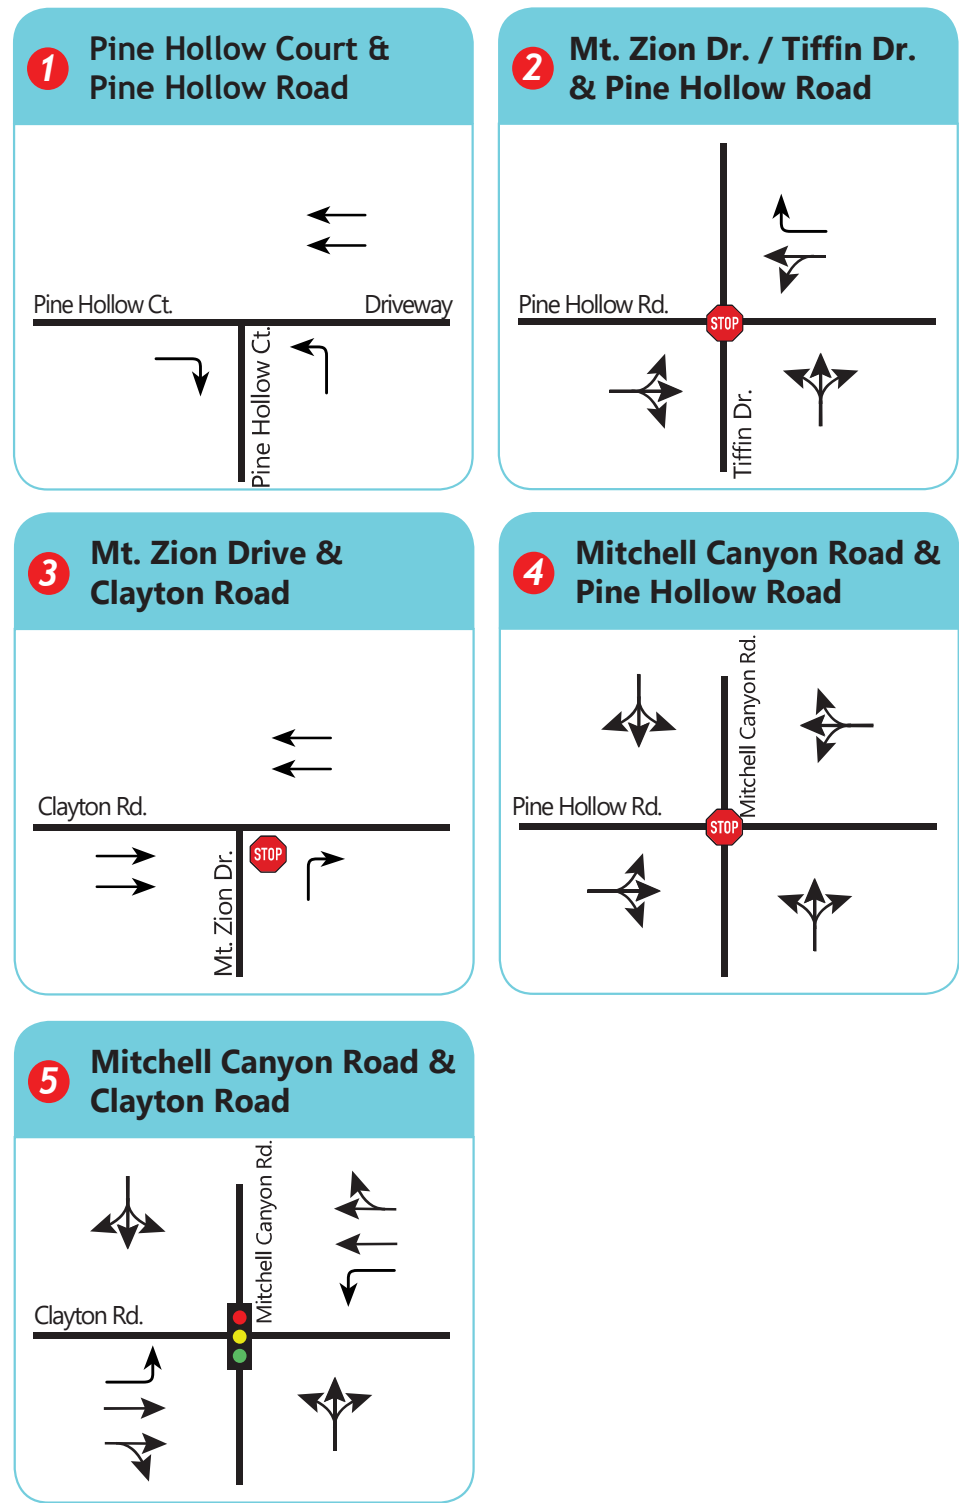 1
Pine Hollow Court &
Pine Hollow Road
Pine Hollow Ct.
Driveway
Pine Hollow Ct.
2
Mt. Zion Dr. / Tiffin Dr.
& Pine Hollow Road
Pine Hollow Rd.
STOP
Tiffin Dr.
3
Mt. Zion Drive &
Clayton Road
Clayton Rd.
STOP
Mt. Zion Dr.
4
Mitchell Canyon Road &
Pine Hollow Road
Mitchell Canyon Rd.
Pine Hollow Rd.
STOP
5
Mitchell Canyon Road &
Clayton Road
Mitchell Canyon Rd.
Clayton Rd.